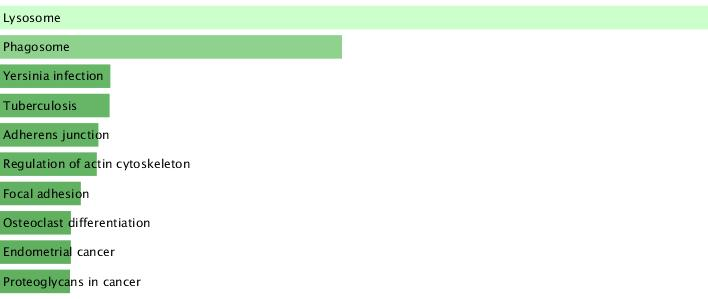 Lysosome
Phagosome
Yersinia infection
Tuberculosis
Adherens junction
Regulation of actin cytoskeleton
Focal adhesion
Osteoclast differentiation
Endometrial cancer
Proteoglycans in cancer